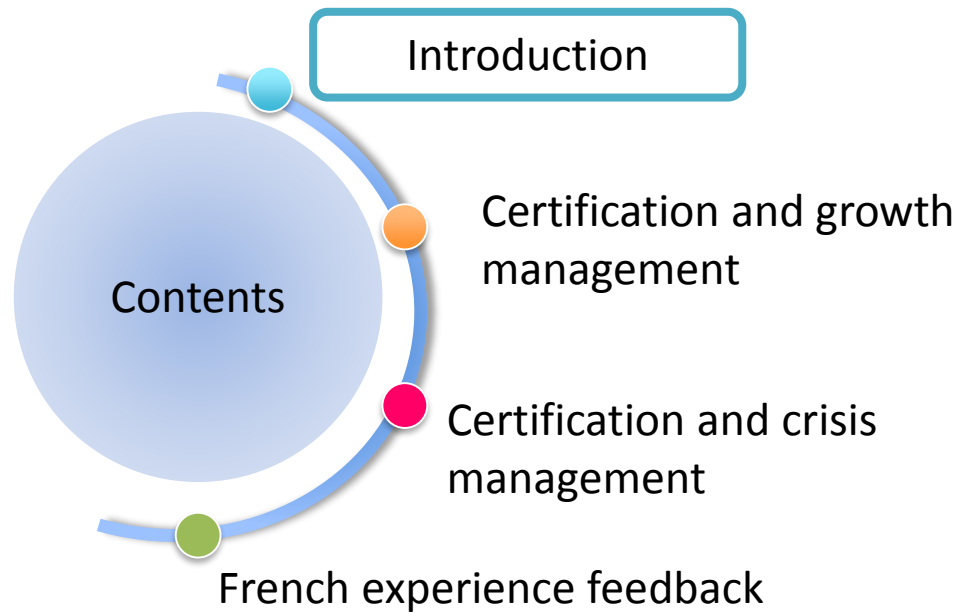 Introduction
Certification and growth
management
Contents
Certification and crisis
management
French experience feedback